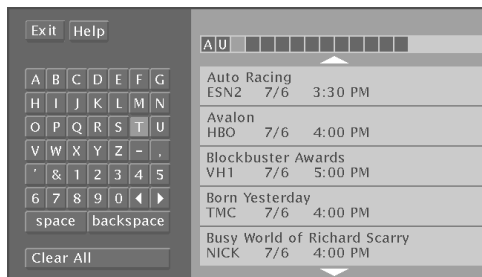 Exit Help
A U
A B C D E F G
H I J K L M N
O P Q R S T U
V W X Y Z - ,
' & 1 2 3 4 5
6 7 8 9 0
space backspace
Clear All
Auto Racing
ESN2 7/6 3:30 PM
Avalon
HBO 7/6 4:00 PM
Blockbuster Awards
VH1 7/6 5:00 PM
Born Yesterday
TMC 7/6 4:00 PM
Busy World of Richard Scarry
NICK 7/6 4:00 PM